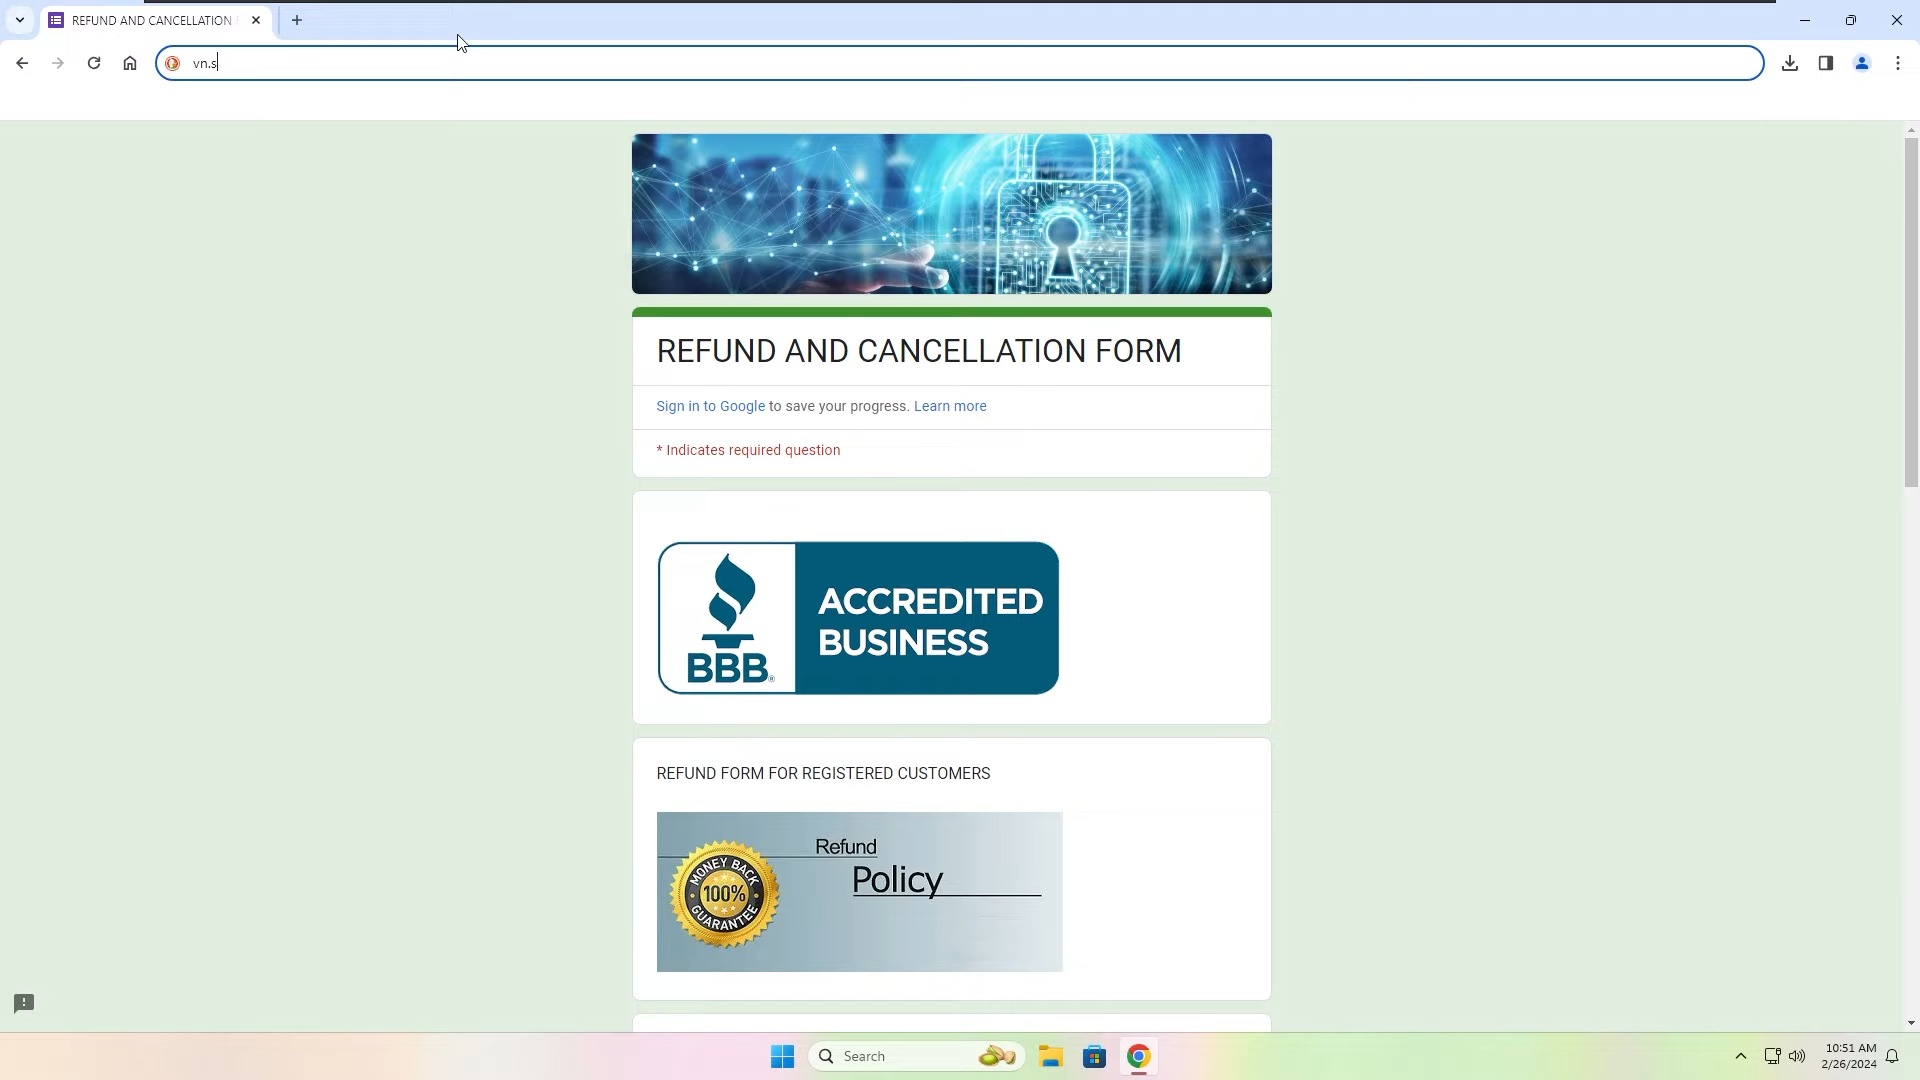 REFUND AND CANCELLATION
vn.s
REFUND AND CANCELLATION FORM
Sign in to Google to save your progress. Learn more
* Indicates required question
BBB®
ACCREDITED
BUSINESS
REFUND FORM FOR REGISTERED CUSTOMERS
MONEY BACK
100%
GUARANTEE
Refund
Policy
Search
10:51 AM
2/26/2024